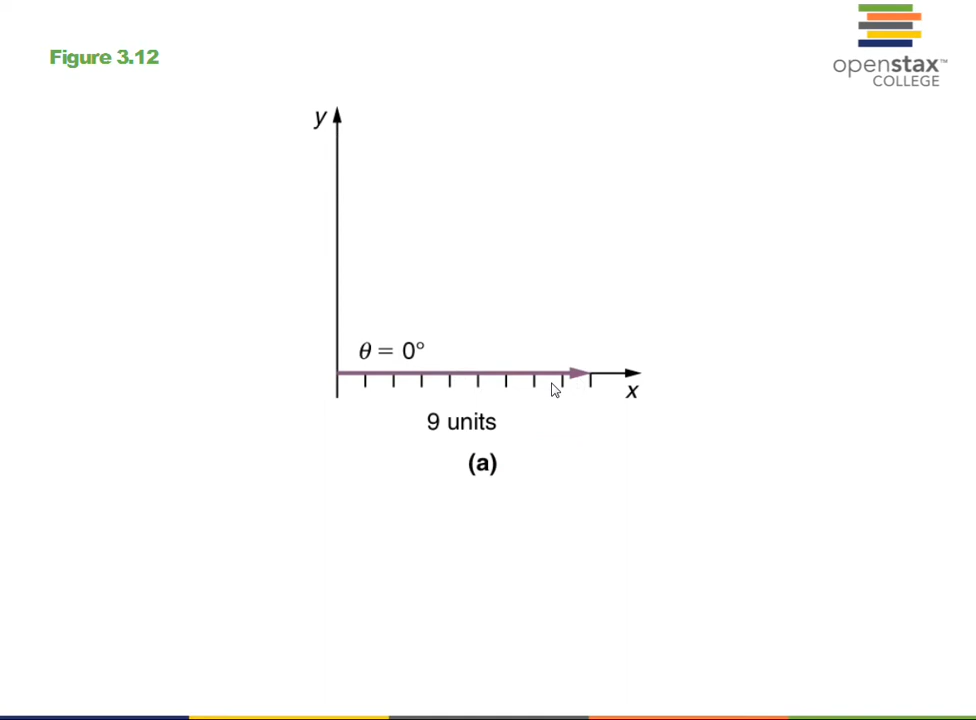 Figure 3.12
openstax™
COLLEGE
y
θ = 0°
x
9 units
(a)